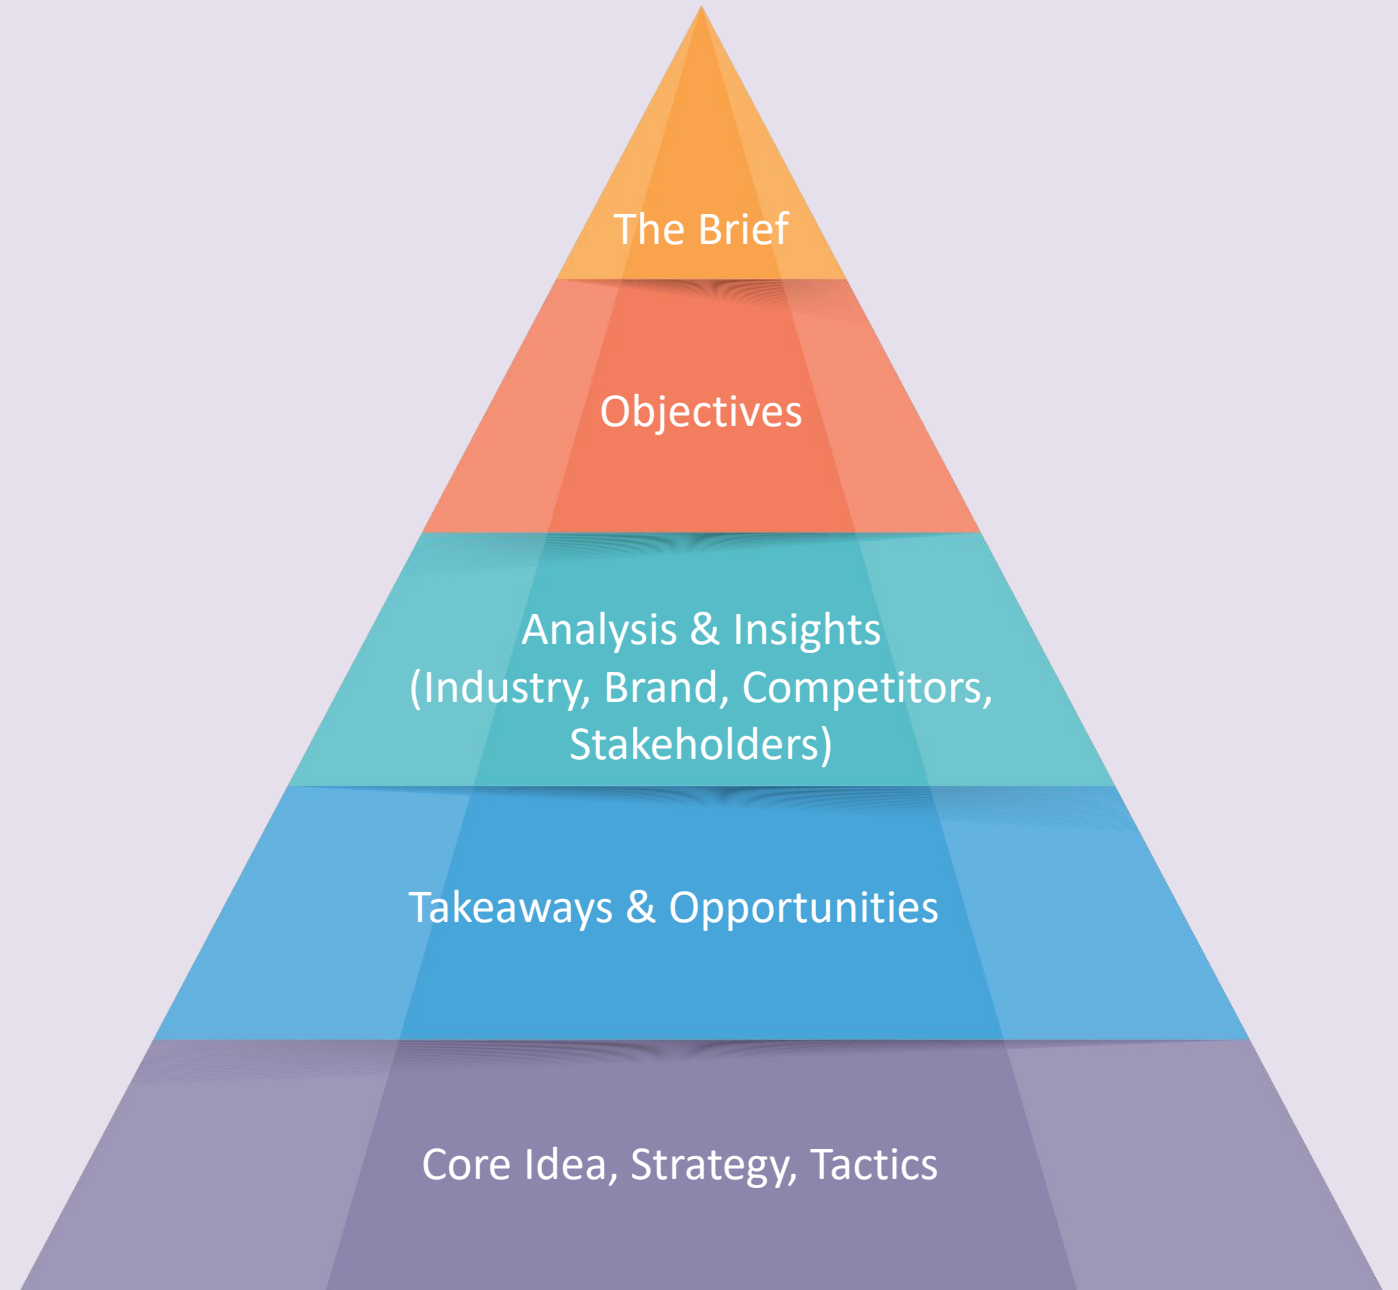 The Brief
Objectives
Analysis & Insights
(Industry, Brand, Competitors,
Stakeholders)
Takeaways & Opportunities
Core Idea, Strategy, Tactics